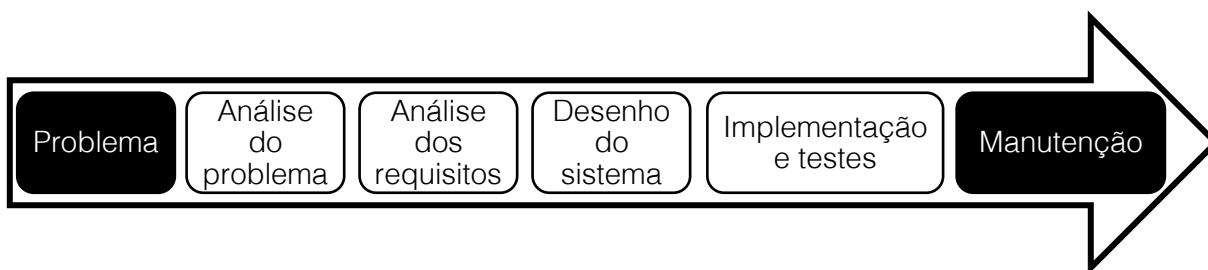 Problema
Análise
do
problema
Análise
dos
requisitos
Desenho
do
sistema
Implementação
e testes
Manutenção